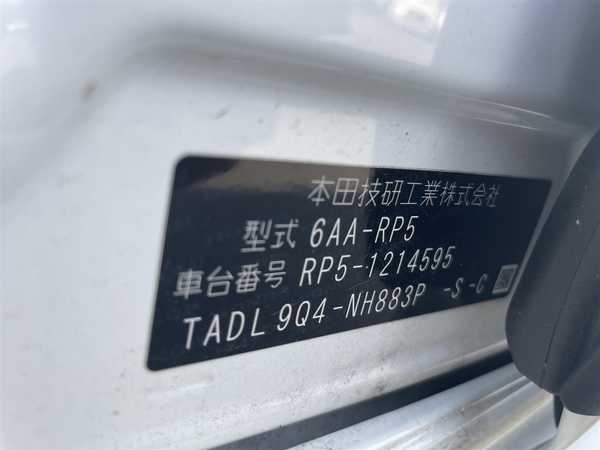 本田技研工業株式会社
型式 6AA-RP5
車台番号 RP5-1214595
TADL 9Q4-NH883P -S -C